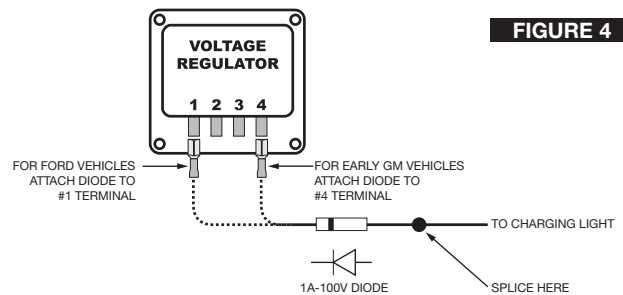 FIGURE 4
VOLTAGE
REGULATOR
1 2 3 4
FOR FORD VEHICLES
ATTACH DIODE TO
#1 TERMINAL
FOR EARLY GM VEHICLES
ATTACH DIODE TO
#4 TERMINAL
TO CHARGING LIGHT
1A-100V DIODE
SPLICE HERE